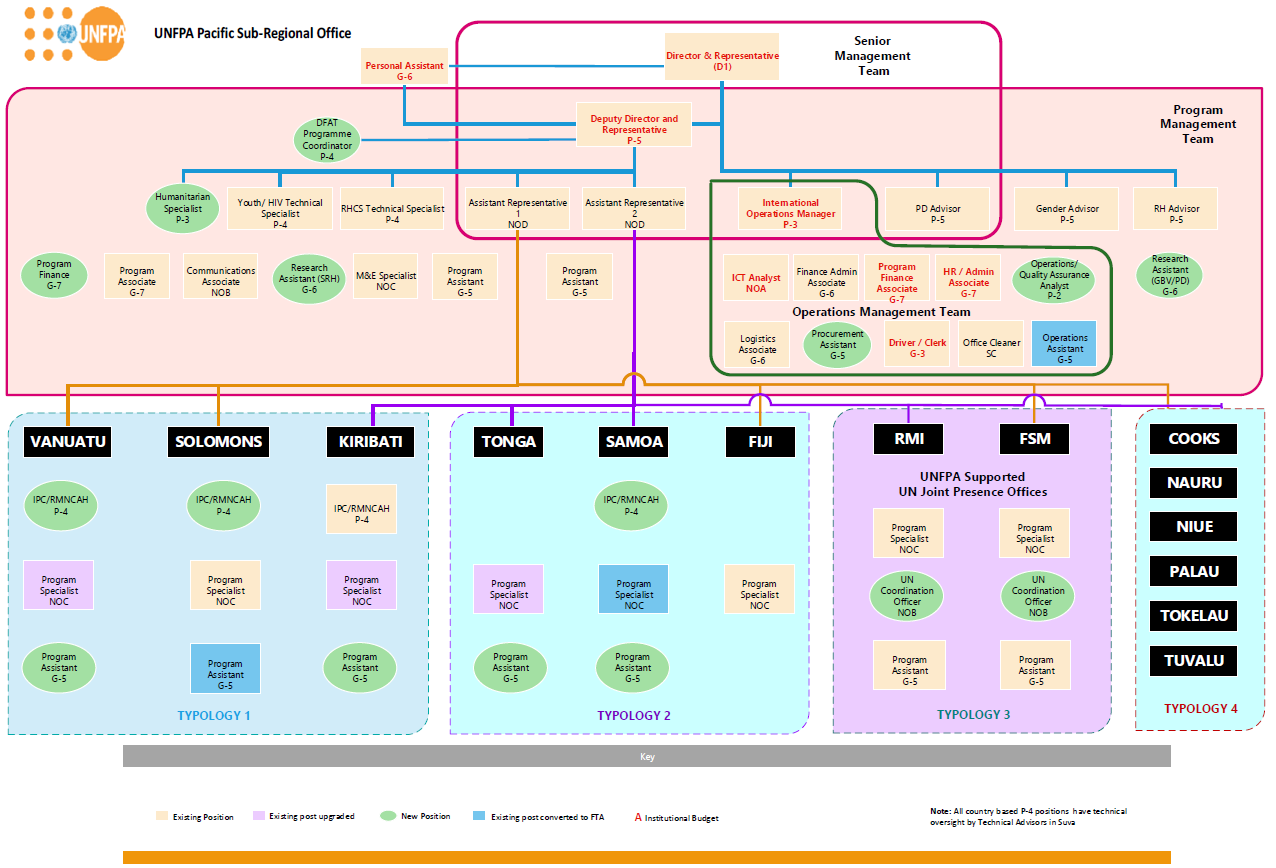 UNFPA
UNFPA Pacific Sub-Regional Office
Senior
Management
Team
Director & Representative
(D1)
Personal Assistant
G-6
Program
Management
Team
Deputy Director and
Representative
P-5
DFAT
Programme
Coordinator
P-4
Humanitarian
Specialist
P-3
Youth/ HIV Technical
Specialist
P-4
RHCS Technical Specialist
P-4
Assistant Representative
1
NOD
Assistant Representative
2
NOD
International
Operations Manager
P-3
PD Advisor
P-5
Gender Advisor
P-5
RH Advisor
P-5
Program
Finance
G-7
Program
Associate
G-7
Communications
Associate
NOB
Research
Assistant (SRH)
G-6
M&E Specialist
NOC
Program
Assistant
G-5
Program
Assistant
G-5
ICT Analyst
NOA
Finance Admin
Associate
G-6
Program
Finance
Associate
G-7
HR / Admin
Associate
G-7
Operations/
Quality Assurance
Analyst
P-2
Research
Assistant
(GBV/PD)
G-6
Operations Management Team
Logistics
Associate
G-6
Procurement
Assistant
G-5
Driver / Clerk
G-3
Office Cleaner
SC
Operations
Assistant
G-5
VANUATU
SOLOMONS
KIRIBATI
IPC/RMNCAH
P-4
IPC/RMNCAH
P-4
IPC/RMNCAH
P-4
Program
Specialist
NOC
Program
Specialist
NOC
Program
Specialist
NOC
Program
Assistant
G-5
Program
Assistant
G-5
Program
Assistant
G-5
TYPOLOGY 1
TONGA
SAMOA
FIJI
IPC/RMNCAH
P-4
Program
Specialist
NOC
Program
Specialist
NOC
Program
Specialist
NOC
Program
Assistant
G-5
Program
Assistant
G-5
TYPOLOGY 2
RMI
FSM
UNFPA Supported
UN Joint Presence Offices
Program
Specialist
NOC
Program
Specialist
NOC
UN
Coordination
Officer
NOB
UN
Coordination
Officer
NOB
Program
Assistant
G-5
Program
Assistant
G-5
TYPOLOGY 3
COOKS
NAURU
NIUE
PALAU
TOKELAU
TUVALU
TYPOLOGY 4
Key
Existing Position
Existing post upgraded
New Position
Existing post converted to FTA
A Institutional Budget
Note: All country based P-4 positions have technical
oversight by Technical Advisors in Suva